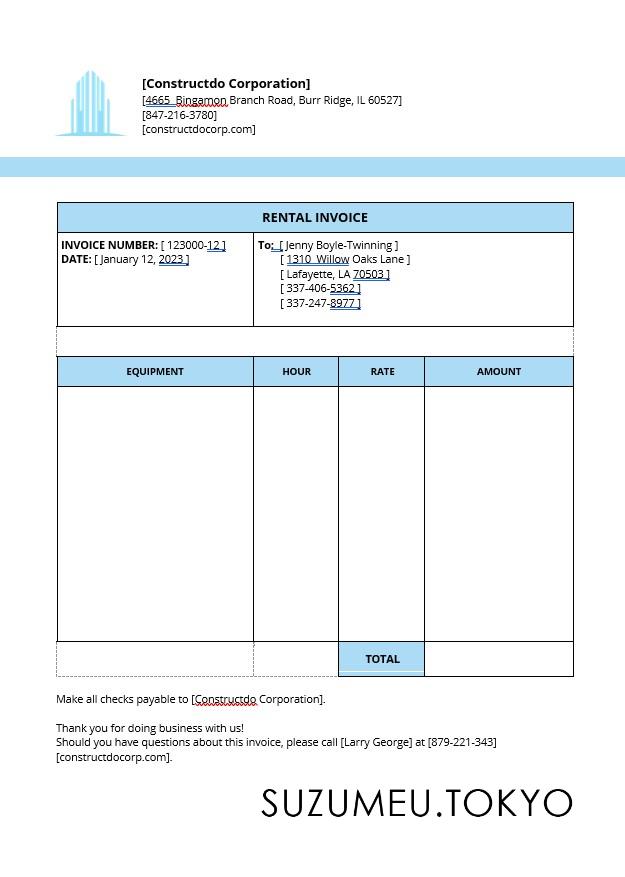 [Constructdo Corporation]
[4665  Bingamon Branch Road, Burr Ridge, IL 60527]
[847-216-3780]
[constructdocorp.com]
RENTAL INVOICE
INVOICE NUMBER: [ 123000-12 ]
DATE: [ January 12, 2023 ]
To:  [ Jenny Boyle-Twinning ]
[ 1310  Willow Oaks Lane ]
[ Lafayette, LA 70503 ]
[ 337-406-5362 ]
[ 337-247-8977 ]
EQUIPMENT HOUR RATE AMOUNT
TOTAL
Make all checks payable to [Constructdo Corporation].
Thank you for doing business with us!
Should you have questions about this invoice, please call [Larry George] at [879-221-343]
[constructdocorp.com].
SUZUMEU.TOKYO